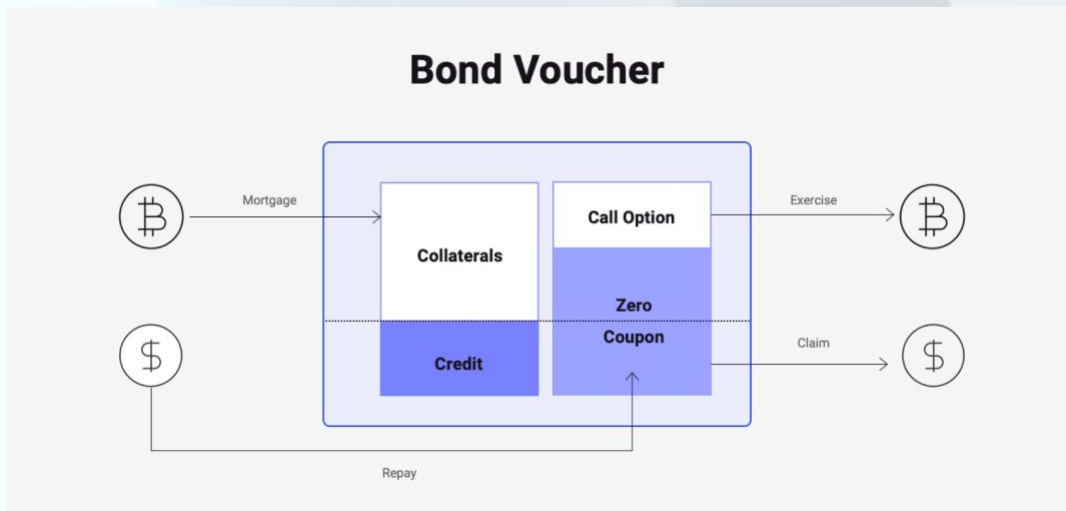 Bond Voucher
Mortgage
Collaterals
Credit
Call Option
Zero
Coupon
Exercise
Claim
Repay